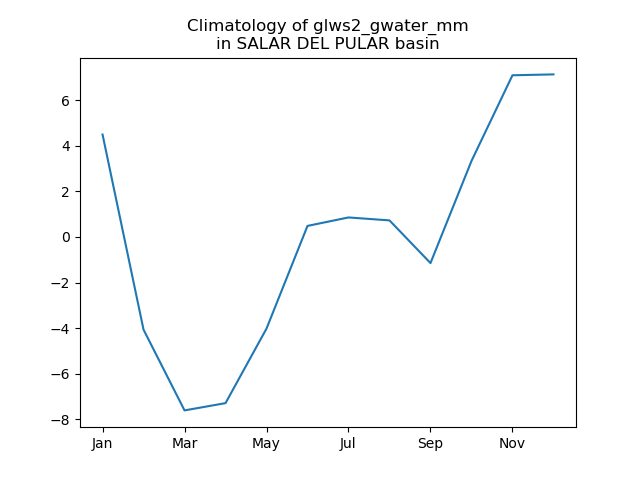 Climatology of glws2_gwater_mm
in SALAR DEL PULAR basin
6
4
2
0
−2
−4
−6
−8
Jan
Mar
May
Jul
Sep
Nov